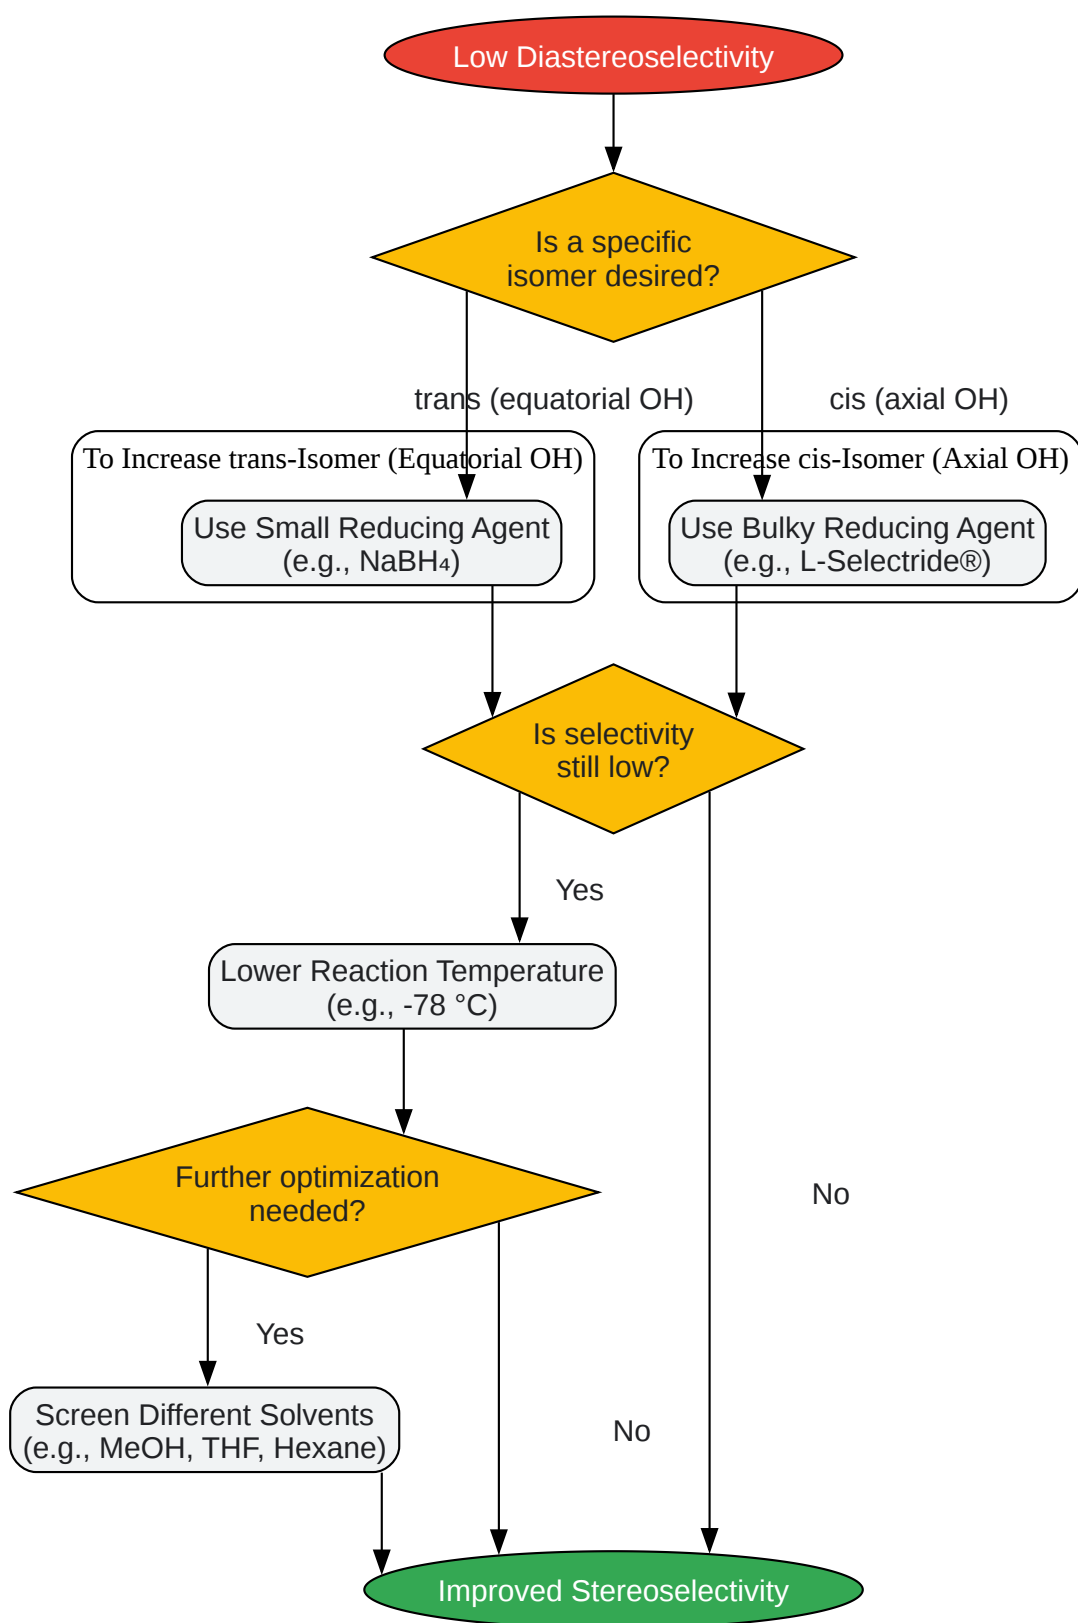 Low Diastereoselectivity
Is a specific
isomer desired?
trans (equatorial OH)
cis (axial OH)
To Increase trans-Isomer (Equatorial OH)
Use Small Reducing Agent
(e.g., NaBH₄)
To Increase cis-Isomer (Axial OH)
Use Bulky Reducing Agent
(e.g., L-Selectride®)
Is selectivity
still low?
Yes
No
Lower Reaction Temperature
(e.g., -78 °C)
Further optimization
needed?
Yes
No
Screen Different Solvents
(e.g., MeOH, THF, Hexane)
Improved Stereoselectivity